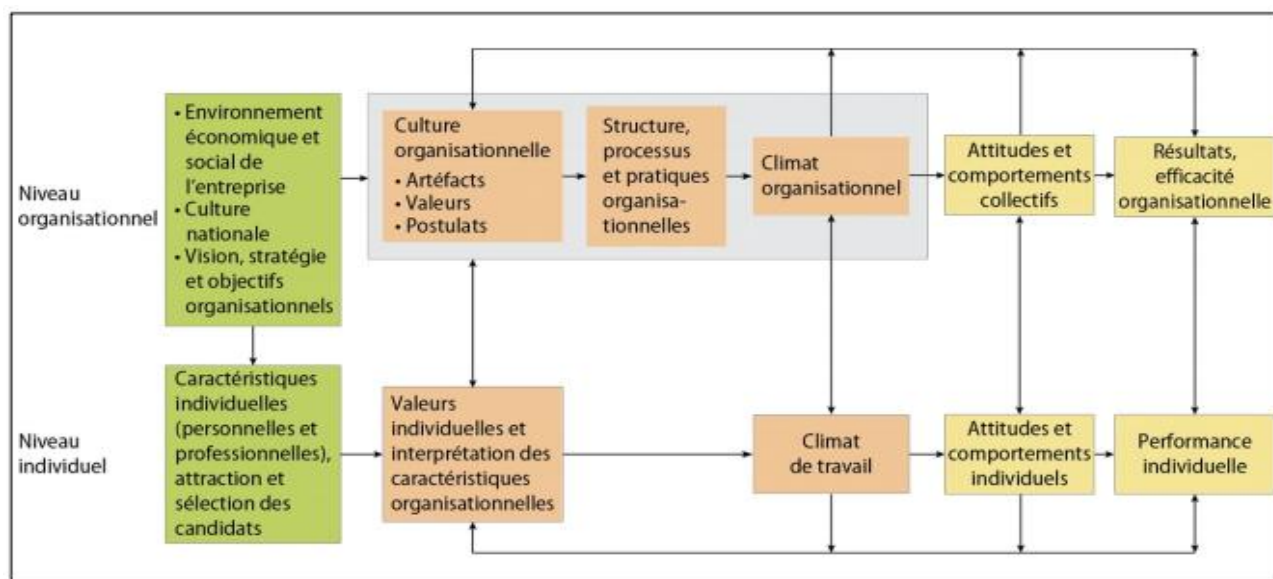 Niveau
organisationnel
• Environnement
économique et
social de
l'entreprise
• Culture
nationale
• Vision, stratégie
et objectifs
organisationnels
Culture
organisationnelle
• Artéfacts
• Valeurs
• Postulats
Structure,
processus
et pratiques
organisa-
tionnelles
Climat
organisationnel
Attitudes et
comportements
collectifs
Résultats,
efficacité
organisationnelle
Niveau
individuel
Caractéristiques
individuelles
(personnelles et
professionnelles),
attraction et
sélection des
candidats
Valeurs
individuelles et
interprétation des
caractéristiques
organisationnelles
Climat
de travail
Attitudes et
comportements
individuels
Performance
individuelle